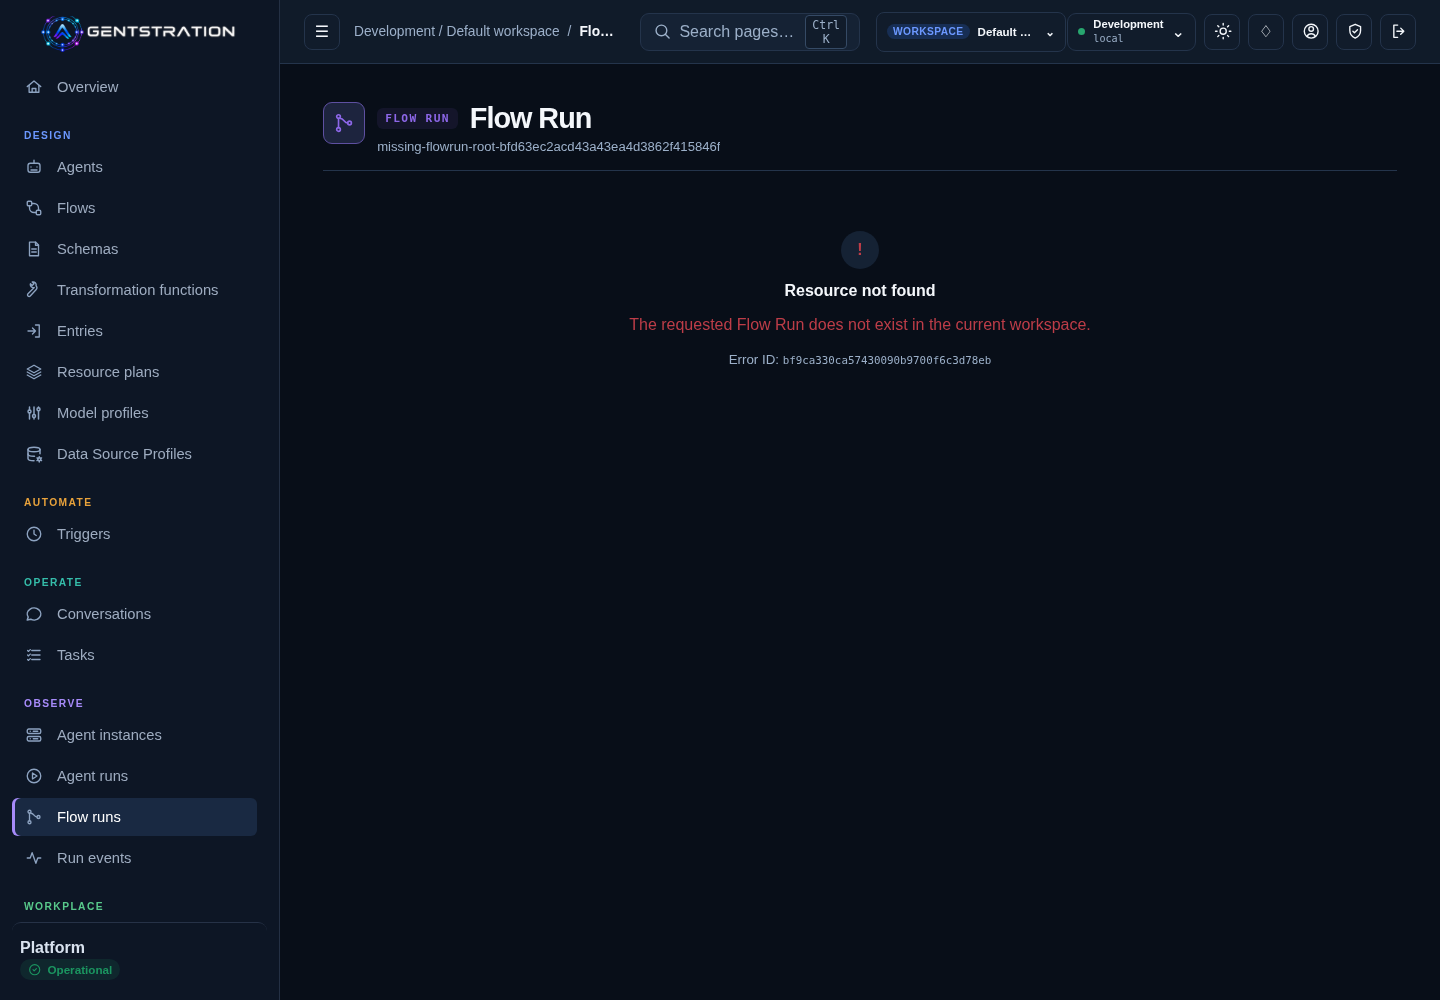 GENTSTRATION
Overview
DESIGN
Agents
Flows
Schemas
Transformation functions
Entries
Resource plans
Model profiles
Data Source Profiles
AUTOMATE
Triggers
OPERATE
Conversations
Tasks
OBSERVE
Agent instances
Agent runs
Flow runs
Run events
WORKPLACE
Platform
Operational
Development / Default workspace / Flo...
Search pages...
Ctrl
K
WORKSPACE Default ...
Development
local
FLOW RUN Flow Run
missing-flowrun-root-bfd63ec2acd43a43ea4d3862f415846f
!
Resource not found
The requested Flow Run does not exist in the current workspace.
Error ID: bf9ca330ca57430090b9700f6c3d78eb